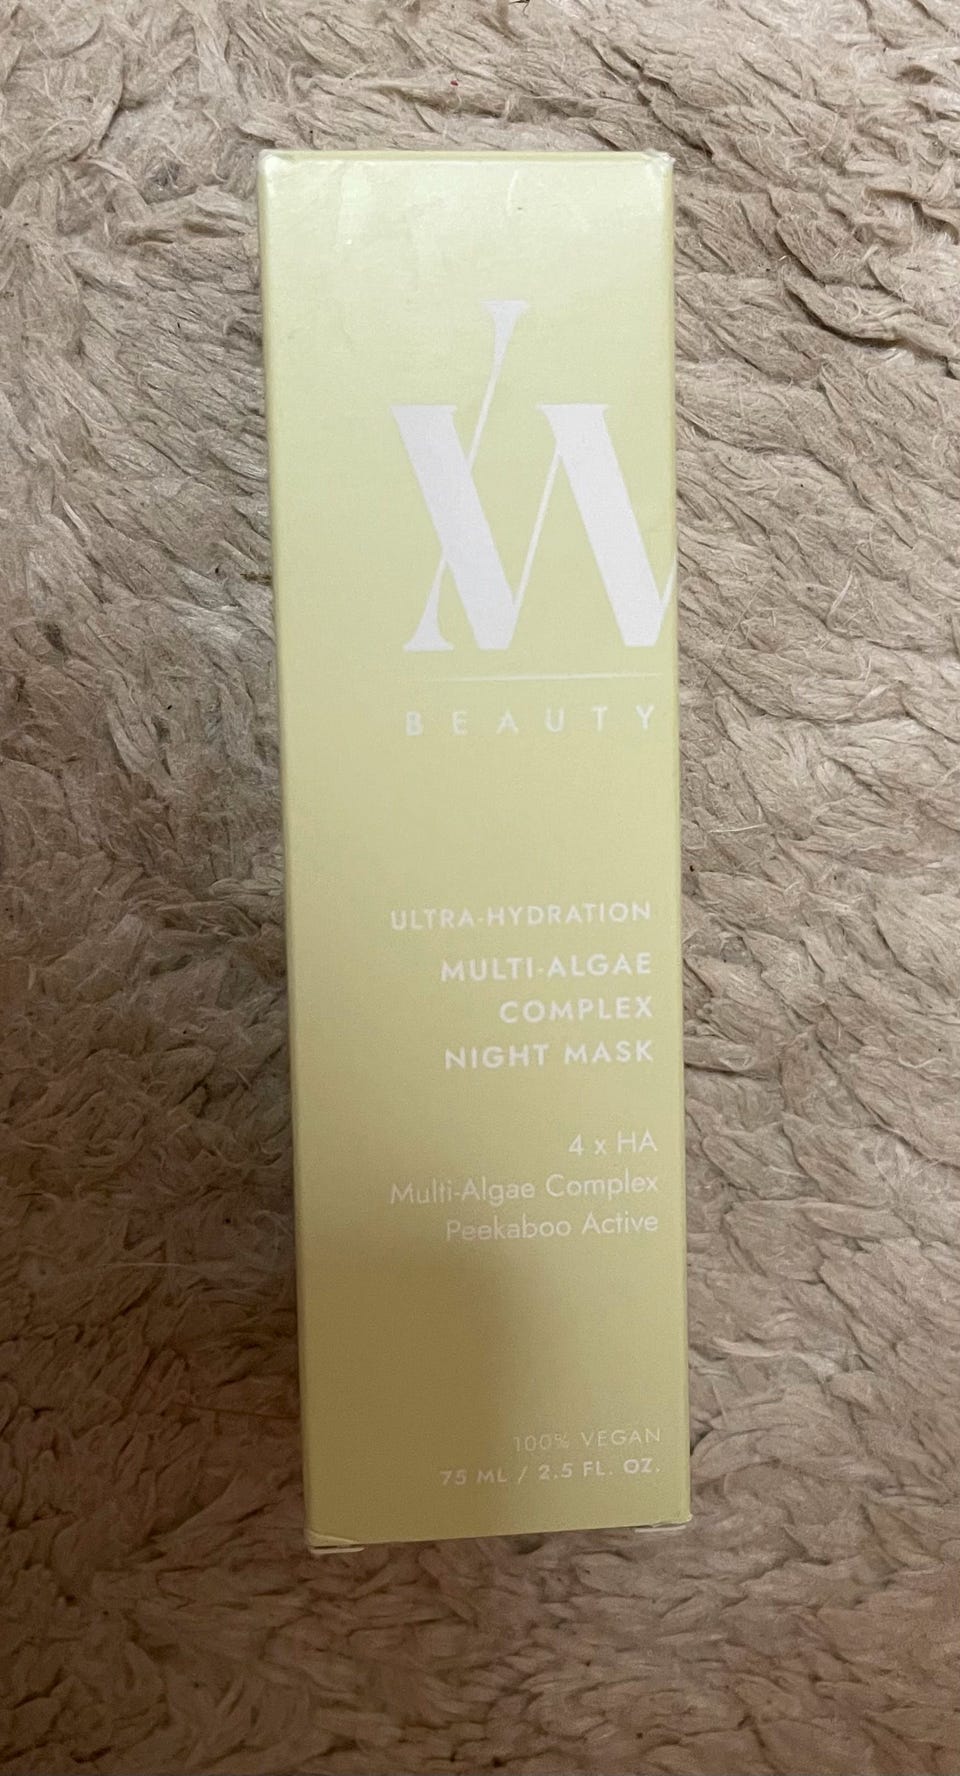 BEAUTY
ULTRA-HYDRATION
MULTI-ALGAE
COMPLEX
NIGHT MASK
4 x HA
Multi-Algae Complex
Peekaboo Active
100% VEGAN
75 ML / 2.5 FL. OZ.